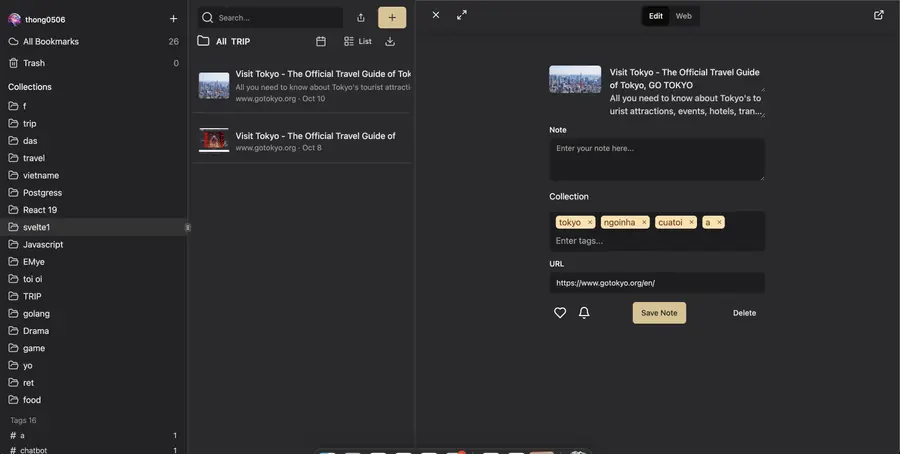 thong0506
All Bookmarks 26
Trash 0
Collections
f
trip
das
travel
vietname
Postgress
React 19
svelte1
Javascript
EMye
toi oi
TRIP
golang
Drama
game
yo
ret
food
Tags 16
# a 1
# chatbot 1
Search...
+
All TRIP
List
Visit Tokyo - The Official Travel Guide of Tok
All you need to know about Tokyo's tourist attracti
www.gotokyo.org · Oct 10
Visit Tokyo - The Official Travel Guide of
www.gotokyo.org · Oct 8
Edit Web
Visit Tokyo - The Official Travel Guide
of Tokyo, GO TOKYO
All you need to know about Tokyo's to
urist attractions, events, hotels, tran...
Note
Enter your note here...
Collection
tokyo × ngoinha × cuatoi × a ×
Enter tags...
URL
https://www.gotokyo.org/en/
Save Note Delete